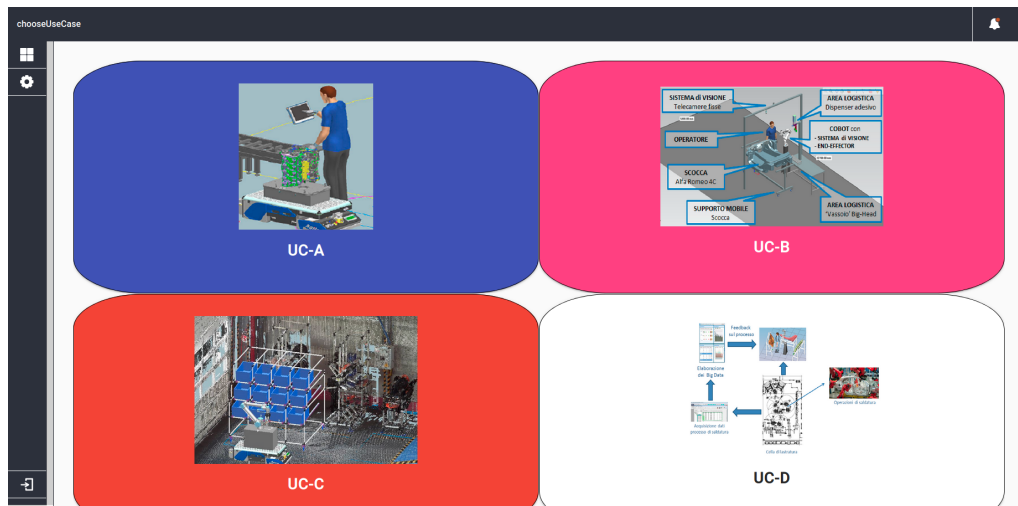 chooseUseCase
UC-A
SISTEMA di VISIONE
Telecamere fisse
AREA LOGISTICA
Dispenser adesivo
OPERATORE
COBOT con
- SISTEMA di VISIONE
- END-EFFECTOR
SCOCCA
Alfa Romeo 4C
SUPPORTO MOBILE
Scocca
AREA LOGISTICA
'Vassoio' Big-Head
UC-B
UC-C
Feedback
sul processo
Elaborazione
dei Big Data
Operazioni di saldatura
Acquisizione dati
processo di saldatura
Cella di lastratura
UC-D